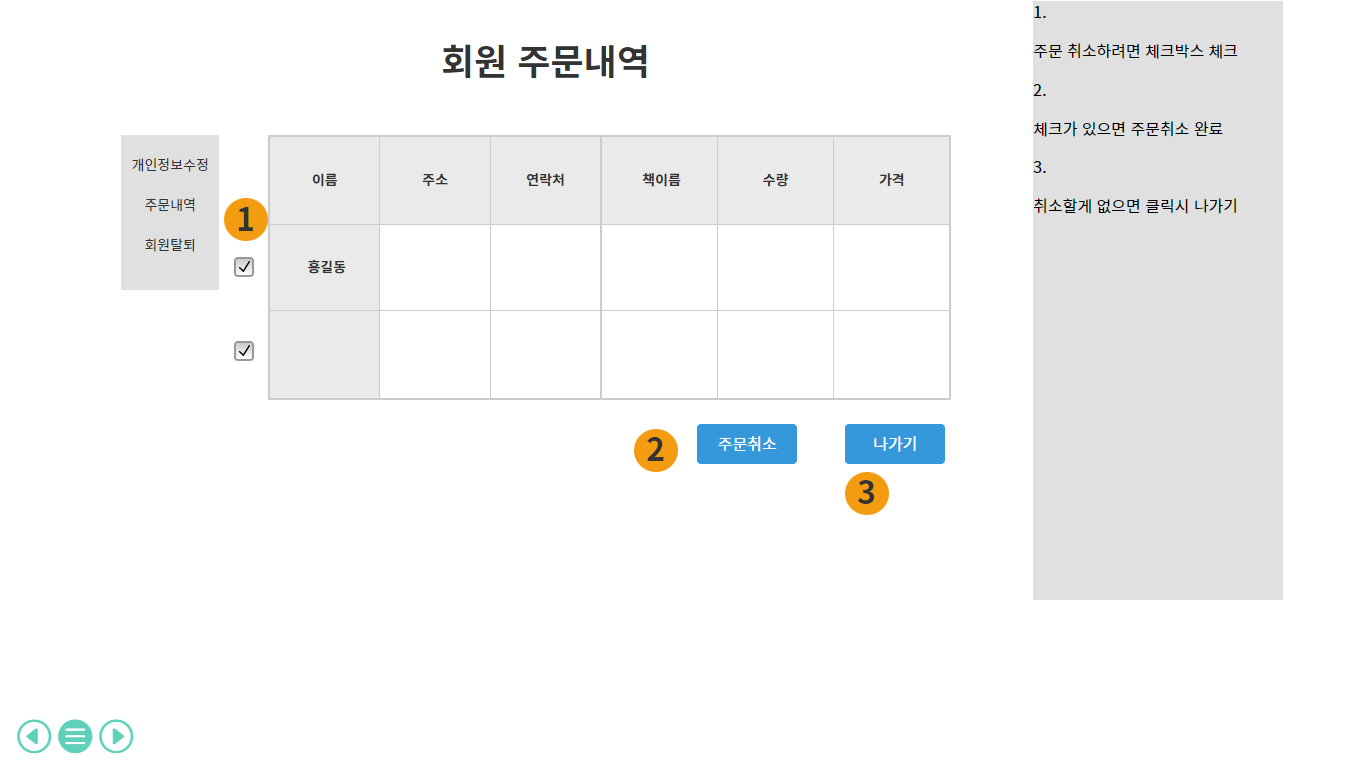 회원 주문내역
개인정보수정
주문내역
회원탈퇴
1
이름 주소 연락처 책이름 수량 가격
홍길동
2
주문취소
나가기
3
1.
주문 취소하려면 체크박스 체크
2.
체크가 있으면 주문취소 완료
3.
취소할게 없으면 클릭시 나가기